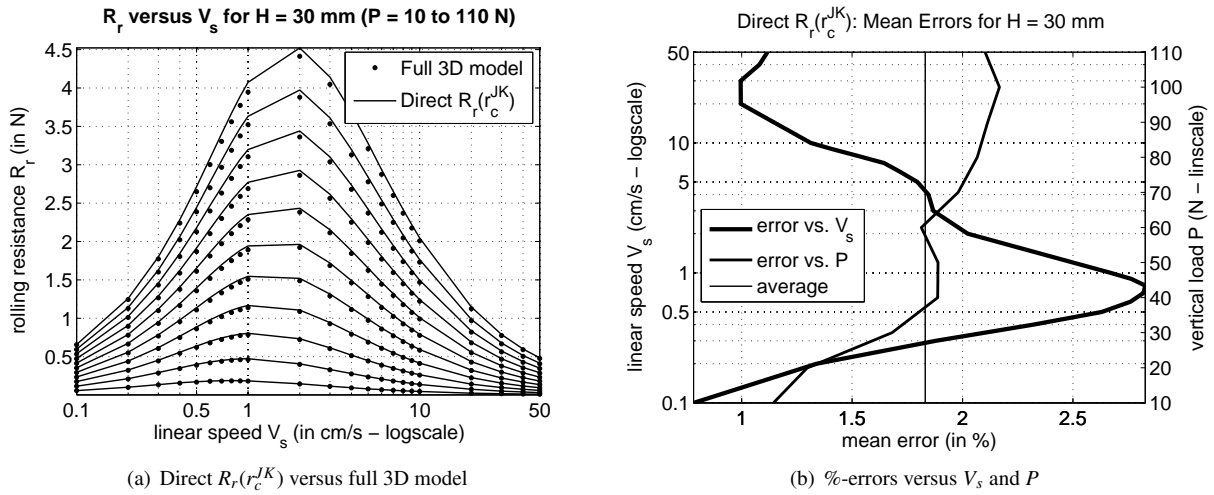 R_r versus V_s for H = 30 mm (P = 10 to 110 N)
4.5
4
3.5
3
2.5
2
1.5
1
0.5
rolling resistance R_r (in N)
Full 3D model
Direct R_r(r_c^JK)
0.1 0.5 1 5 10 50
linear speed V_s (in cm/s − logscale)
(a) Direct R_r(r_c^JK) versus full 3D model
Direct R_r(r_c^JK): Mean Errors for H = 30 mm
50
10
5
1
0.5
0.1
linear speed V_s (cm/s − logscale)
error vs. V_s
error vs. P
average
110
100
90
80
70
60
50
40
30
20
10
vertical load P (N − linscale)
1 1.5 2 2.5
mean error (in %)
(b) %-errors versus V_s and P